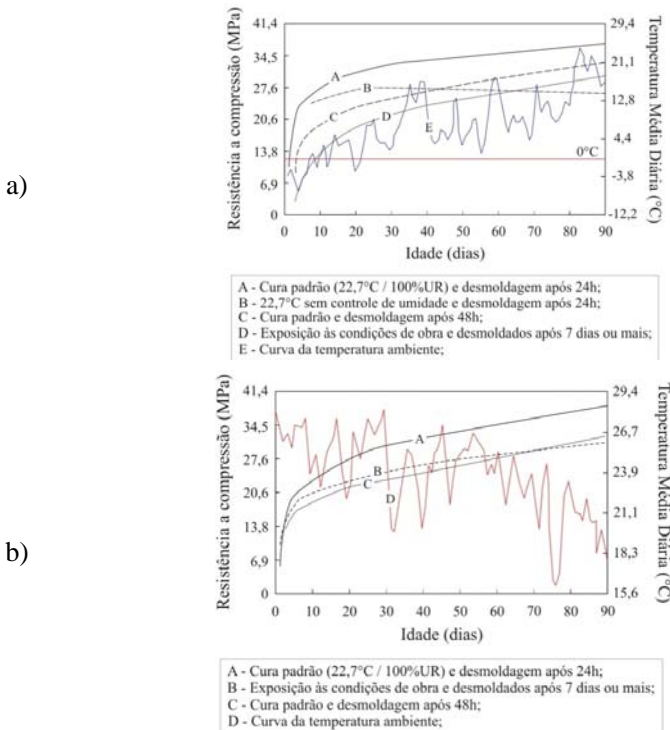 a)
Resistência a compressão (MPa)
41,4
34,5
27,6
20,6
13,8
6,9
0
A
B
C
D
E
0°C
29,4
21,1
12,8
4,4
-3,8
-12,2
Temperatura Média Diária (°C)
0 10 20 30 40 50 60 70 80 90
Idade (dias)
A - Cura padrão (22,7°C / 100%UR) e desmoldagem após 24h;
B - 22,7°C sem controle de umidade e desmoldagem após 24h;
C - Cura padrão e desmoldagem após 48h;
D - Exposição às condições de obra e desmoldados após 7 dias ou mais;
E - Curva da temperatura ambiente;
b)
Resistência a compressão (MPa)
41,4
34,5
27,6
20,6
13,8
6,9
0
A
B
C
D
29,4
26,7
23,9
21,1
18,3
15,6
Temperatura Média Diária (°C)
0 10 20 30 40 50 60 70 80 90
Idade (dias)
A - Cura padrão (22,7°C / 100%UR) e desmoldagem após 24h;
B - Exposição às condições de obra e desmoldados após 7 dias ou mais;
C - Cura padrão e desmoldagem após 48h;
D - Curva da temperatura ambiente;